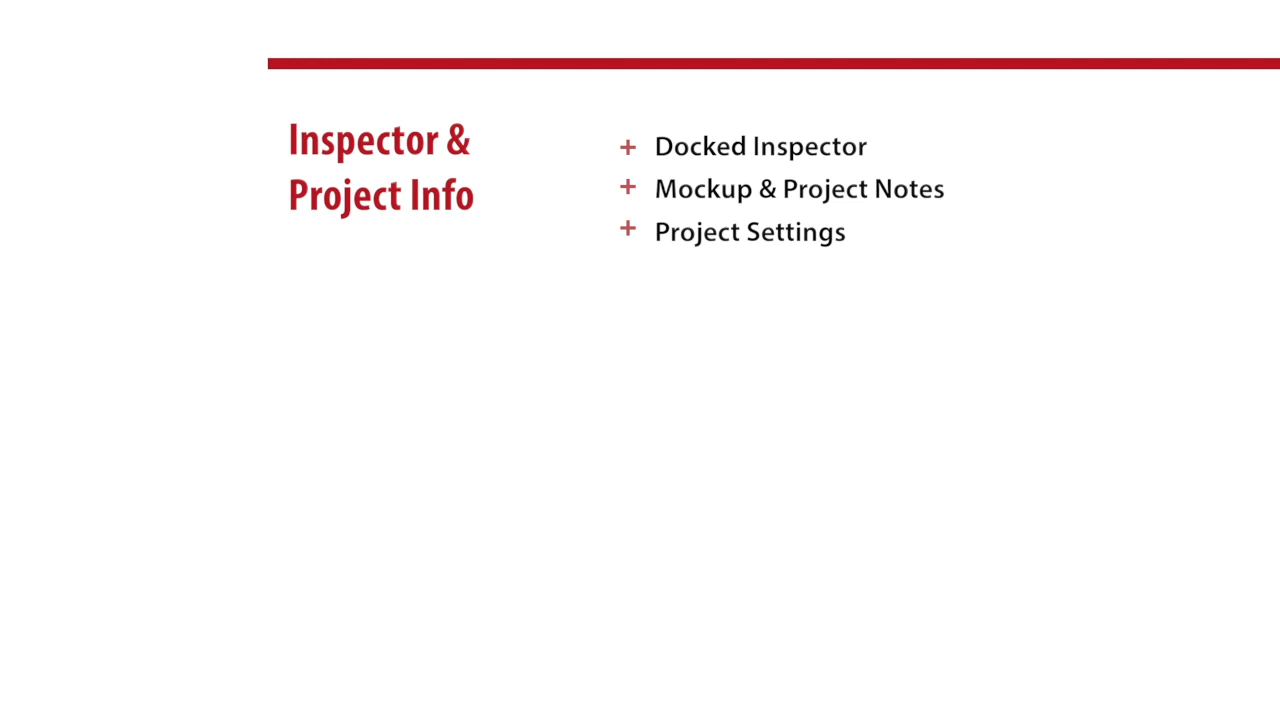 Inspector &
Project Info
+ Docked Inspector
+ Mockup & Project Notes
+ Project Settings